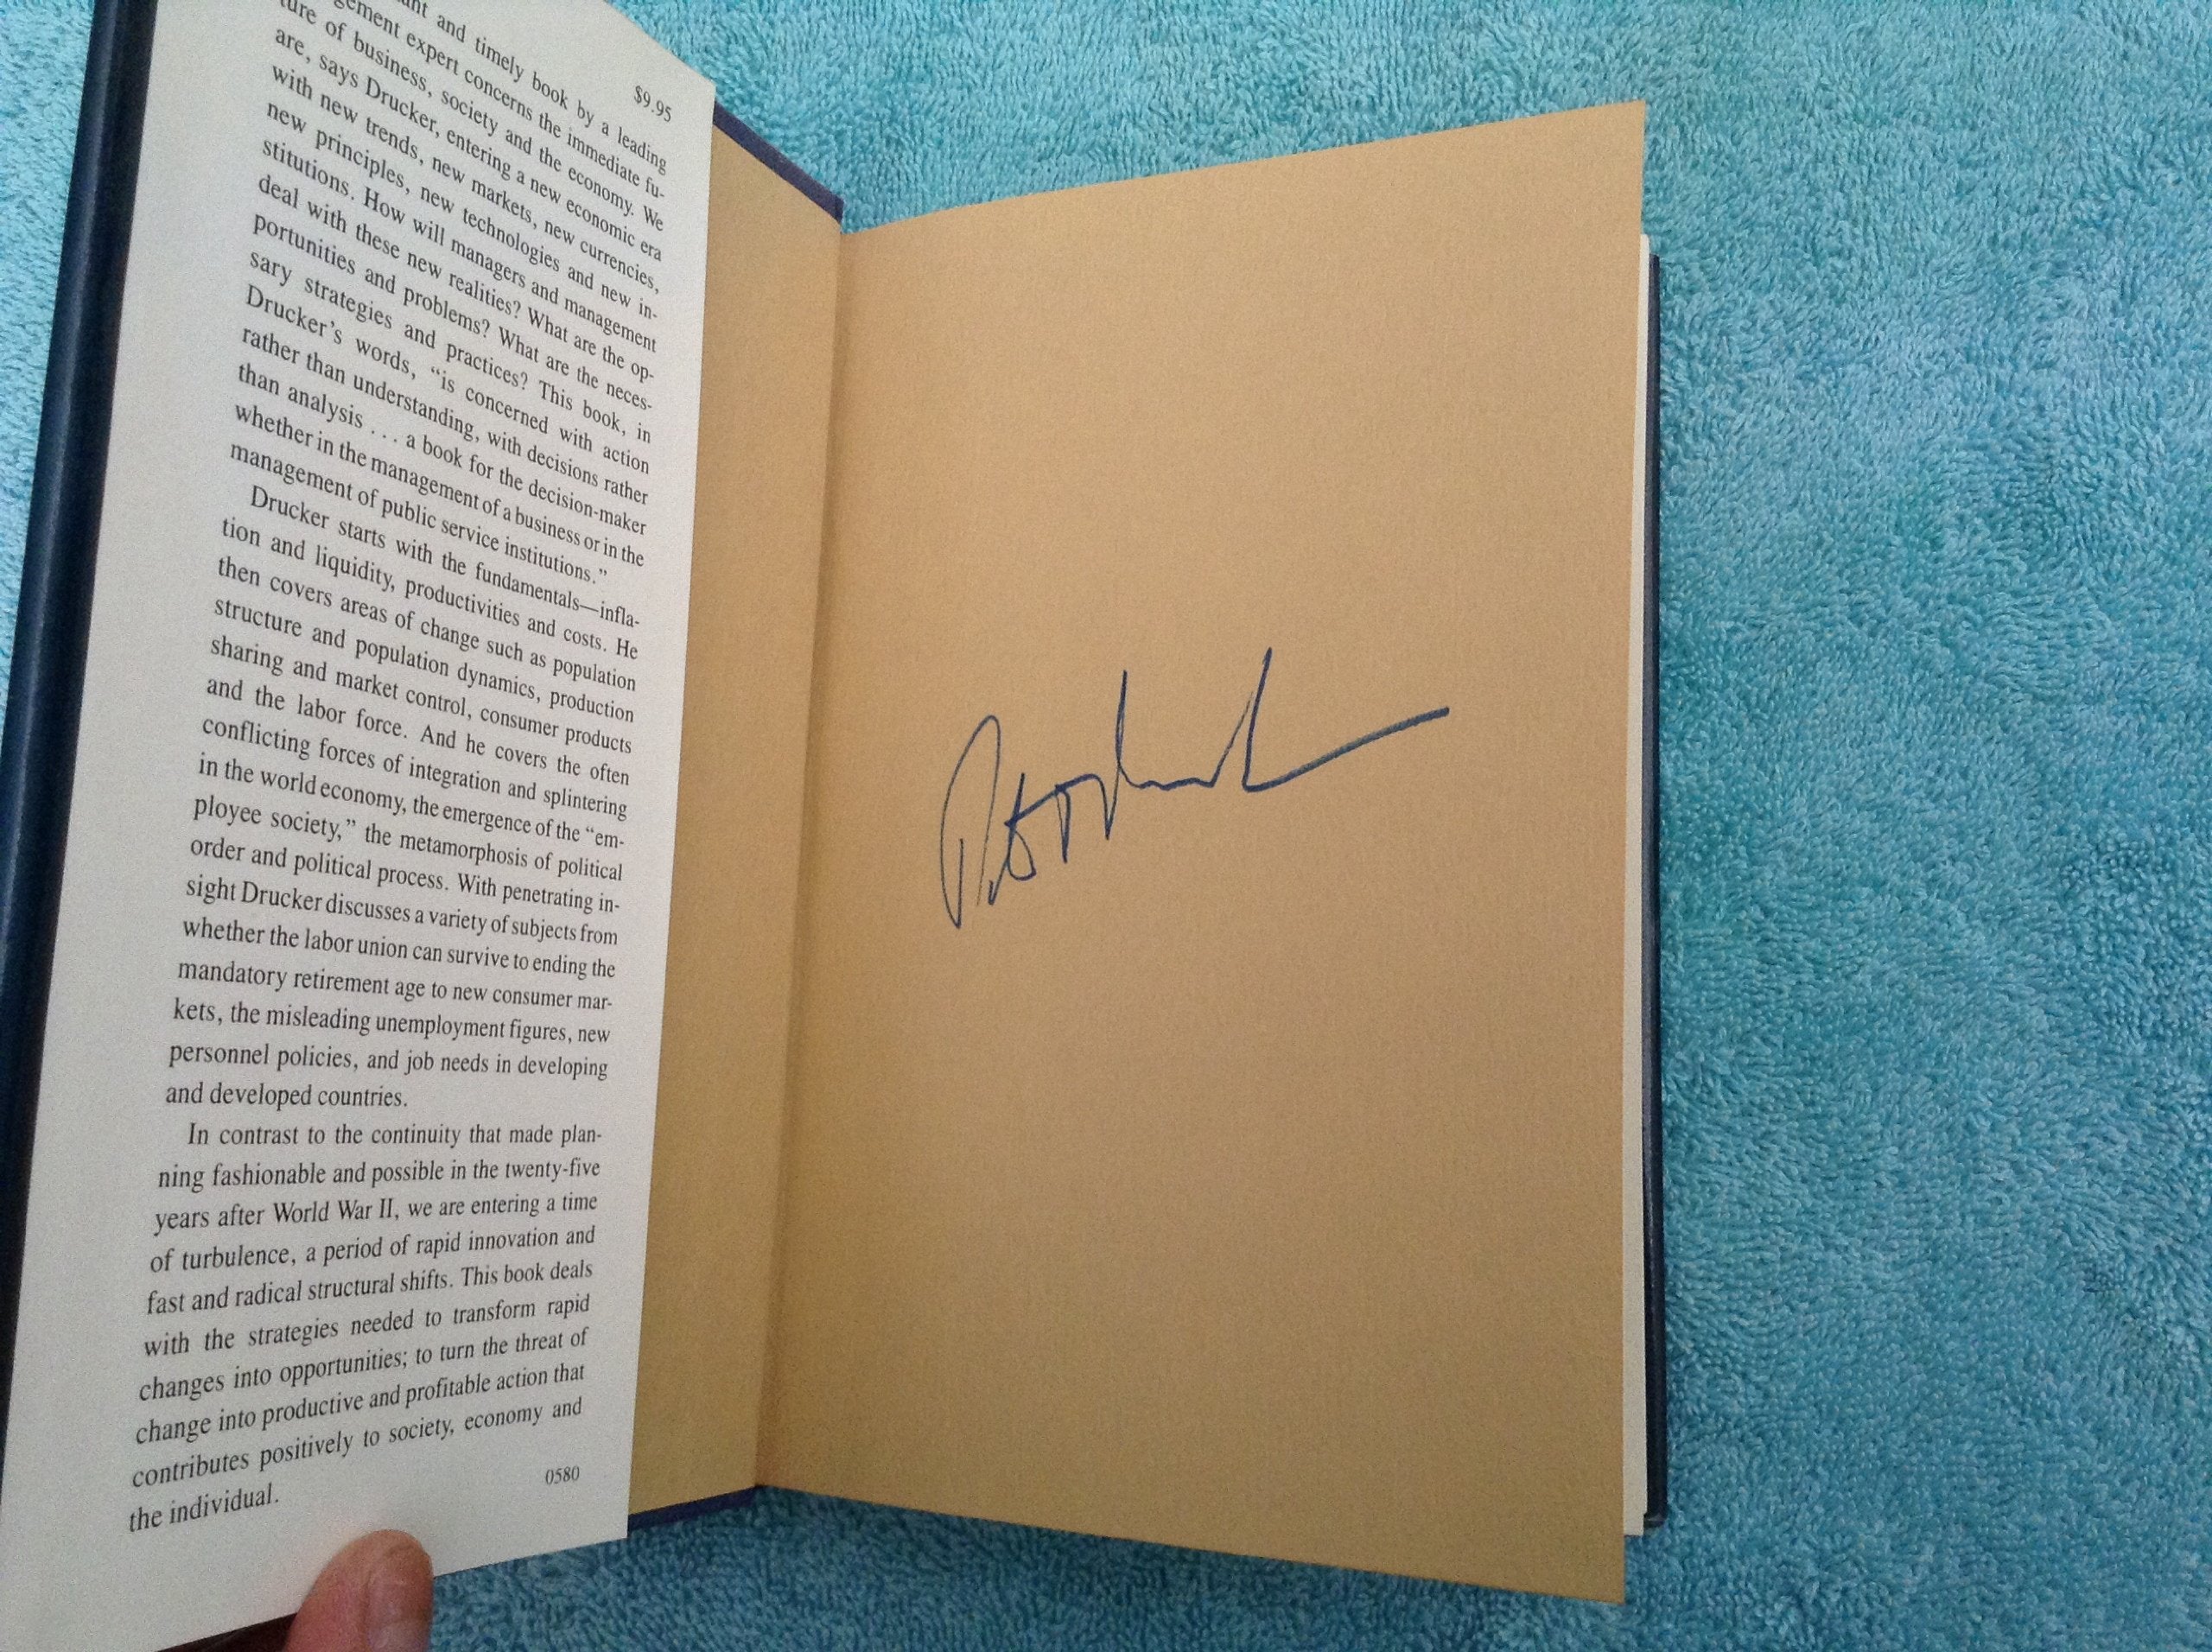 $9.95
ant and timely book by a leading
gement expert concerns the immediate fu-
ture of business, society and the economy. We
are, says Drucker, entering a new economic era
with new trends, new markets, new currencies,
new principles, new technologies and new in-
stitutions. How will managers and management
deal with these new realities? What are the op-
portunities and problems? What are the neces-
sary strategies and practices? This book, in
Drucker's words, "is concerned with action
rather than understanding, with decisions rather
than analysis . . . a book for the decision-maker
whether in the management of a business or in the
management of public service institutions."
Drucker starts with the fundamentals—infla-
tion and liquidity, productivities and costs. He
then covers areas of change such as population
structure and population dynamics, production
sharing and market control, consumer products
and the labor force. And he covers the often
conflicting forces of integration and splintering
in the world economy, the emergence of the "em-
ployee society," the metamorphosis of political
order and political process. With penetrating in-
sight Drucker discusses a variety of subjects from
whether the labor union can survive to ending the
mandatory retirement age to new consumer mar-
kets, the misleading unemployment figures, new
personnel policies, and job needs in developing
and developed countries.
In contrast to the continuity that made plan-
ning fashionable and possible in the twenty-five
years after World War II, we are entering a time
of turbulence, a period of rapid innovation and
fast and radical structural shifts. This book deals
with the strategies needed to transform rapid
changes into opportunities; to turn the threat of
change into productive and profitable action that
contributes positively to society, economy and
the individual.
0580